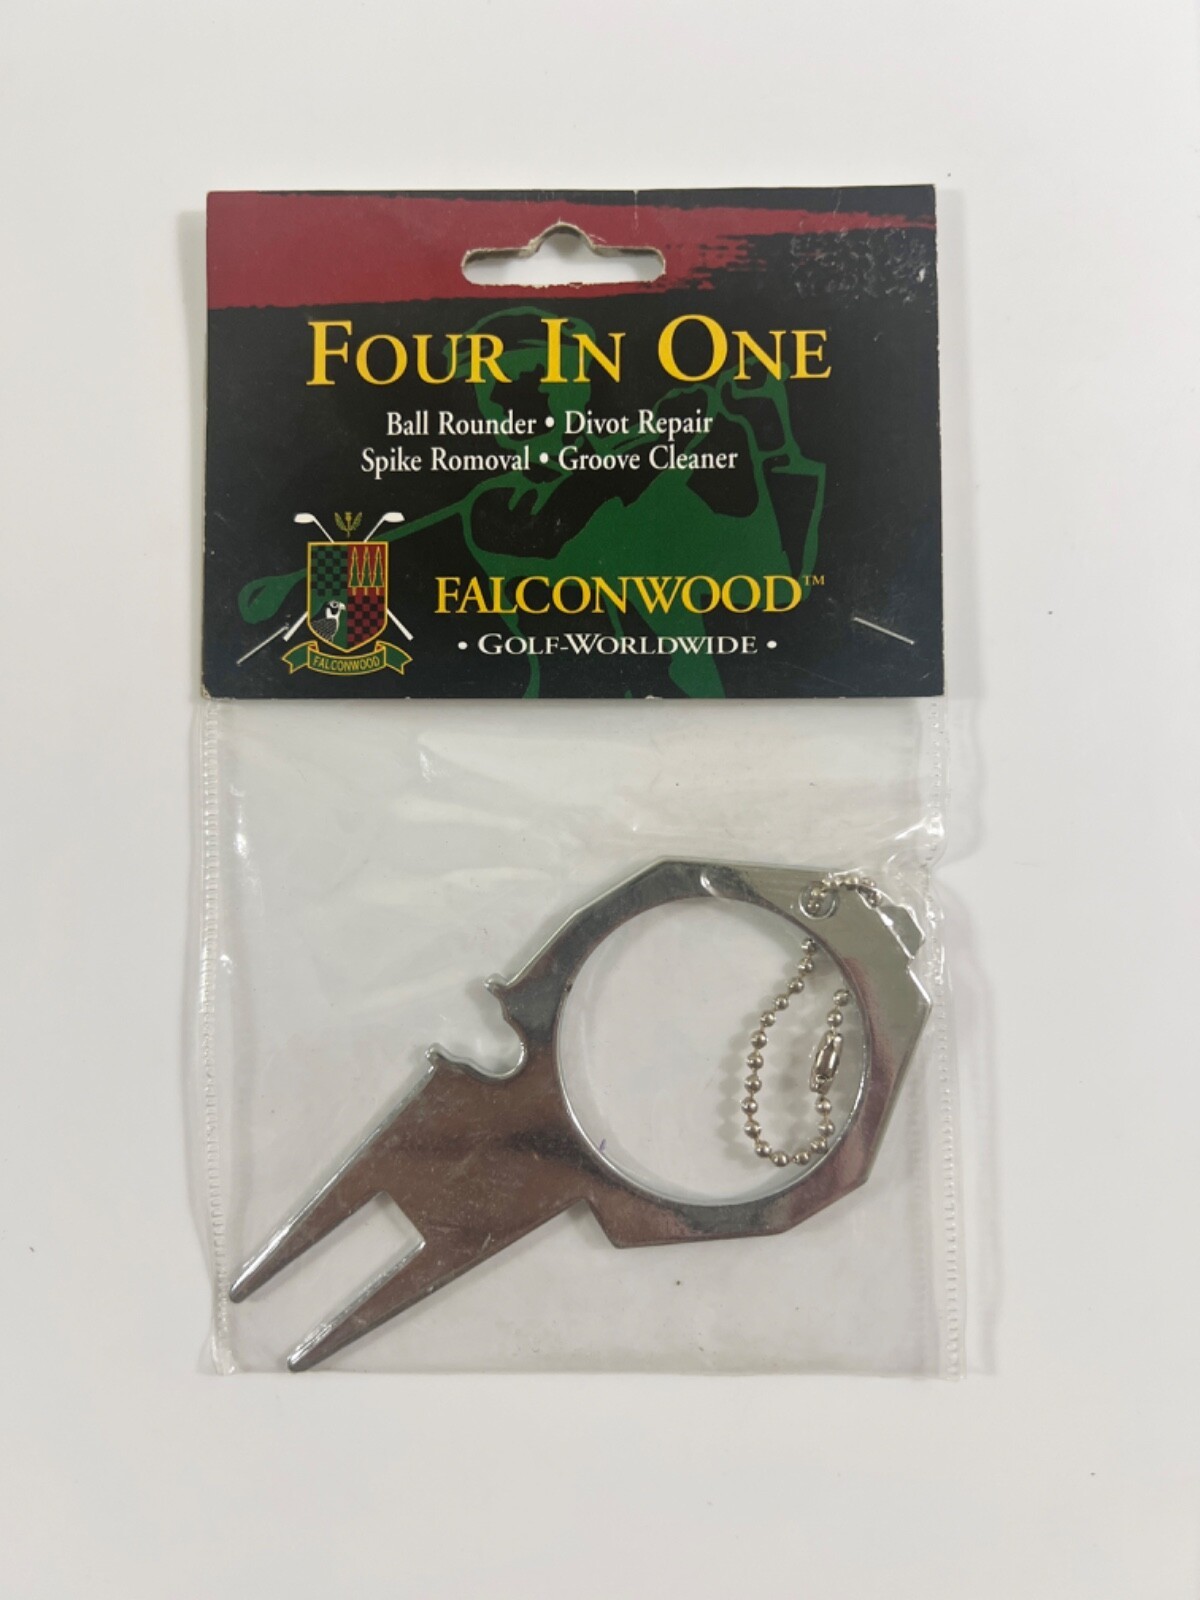 FOUR IN ONE
Ball Rounder • Divot Repair
Spike Romoval • Groove Cleaner
FALCONWOOD™
• GOLF-WORLDWIDE •
FALCONWOOD